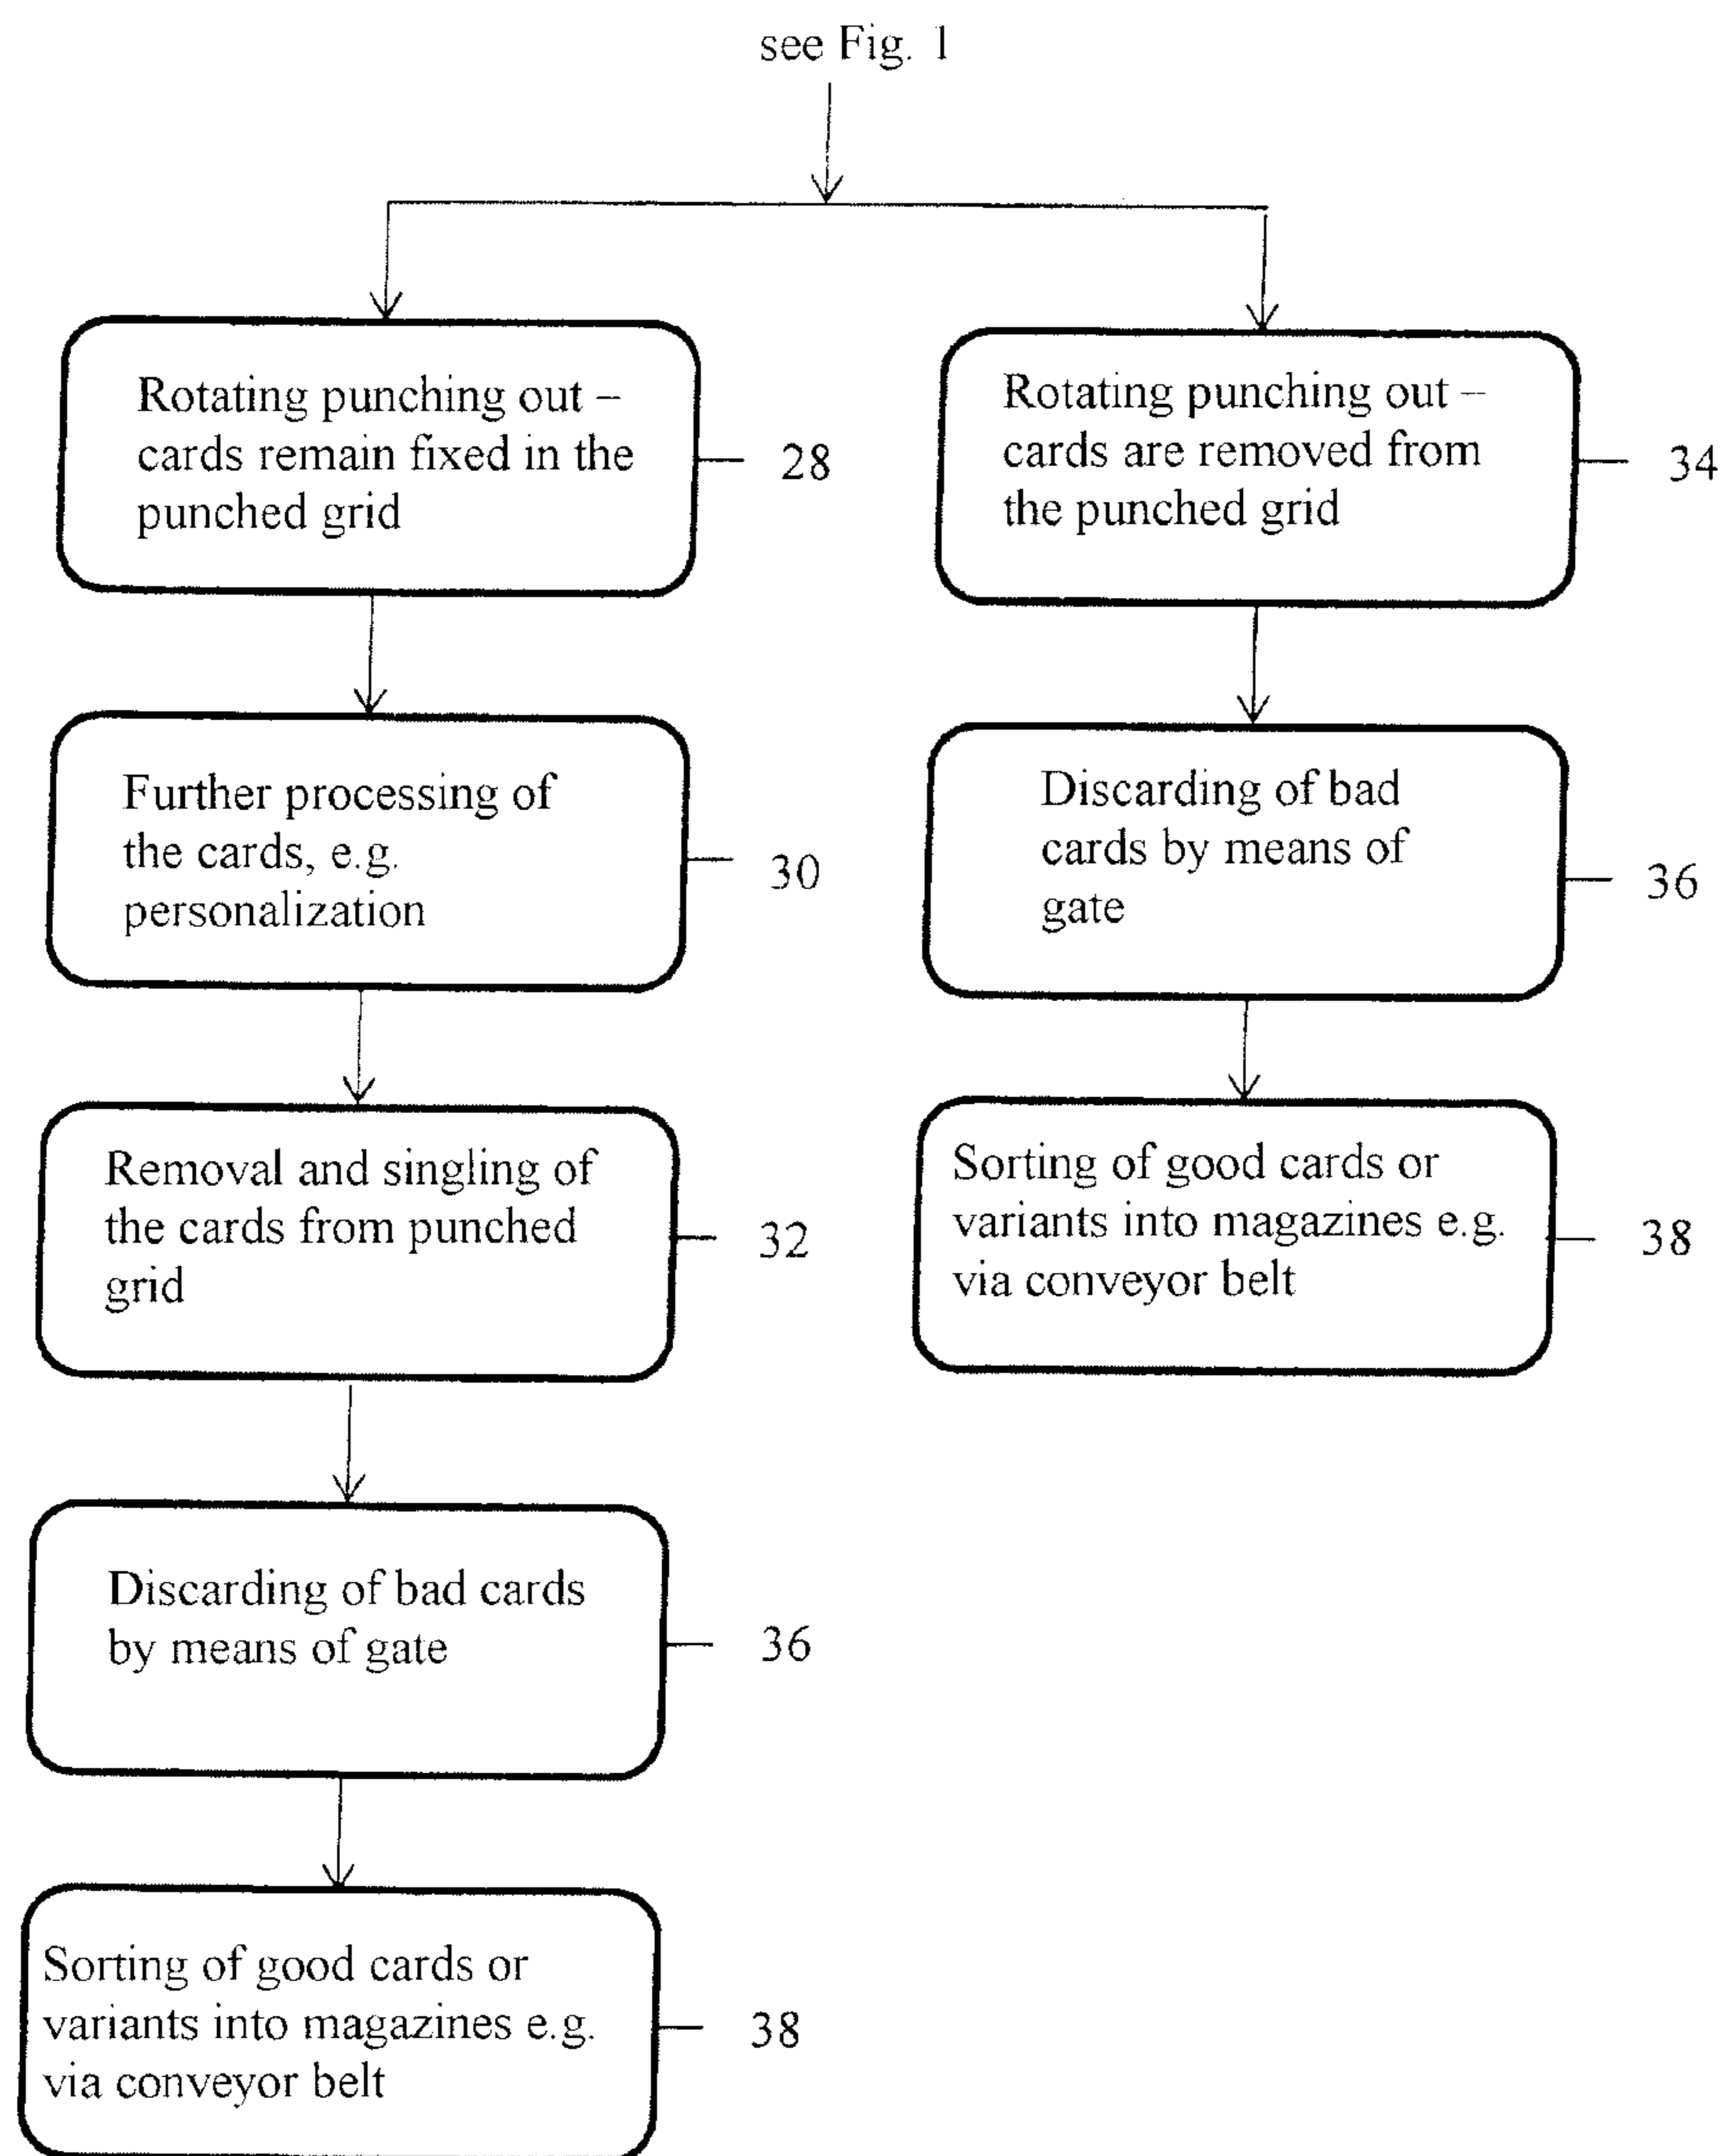 see Fig. 1
Rotating punching out –
cards remain fixed in the
punched grid
28
Rotating punching out –
cards are removed from
the punched grid
34
Further processing of
the cards, e.g.
personalization
30
Discarding of bad
cards by means of
gate
36
Removal and singling of
the cards from punched
grid
32
Sorting of good cards or
variants into magazines e.g.
via conveyor belt
38
Discarding of bad cards
by means of gate
36
Sorting of good cards or
variants into magazines e.g.
via conveyor belt
38